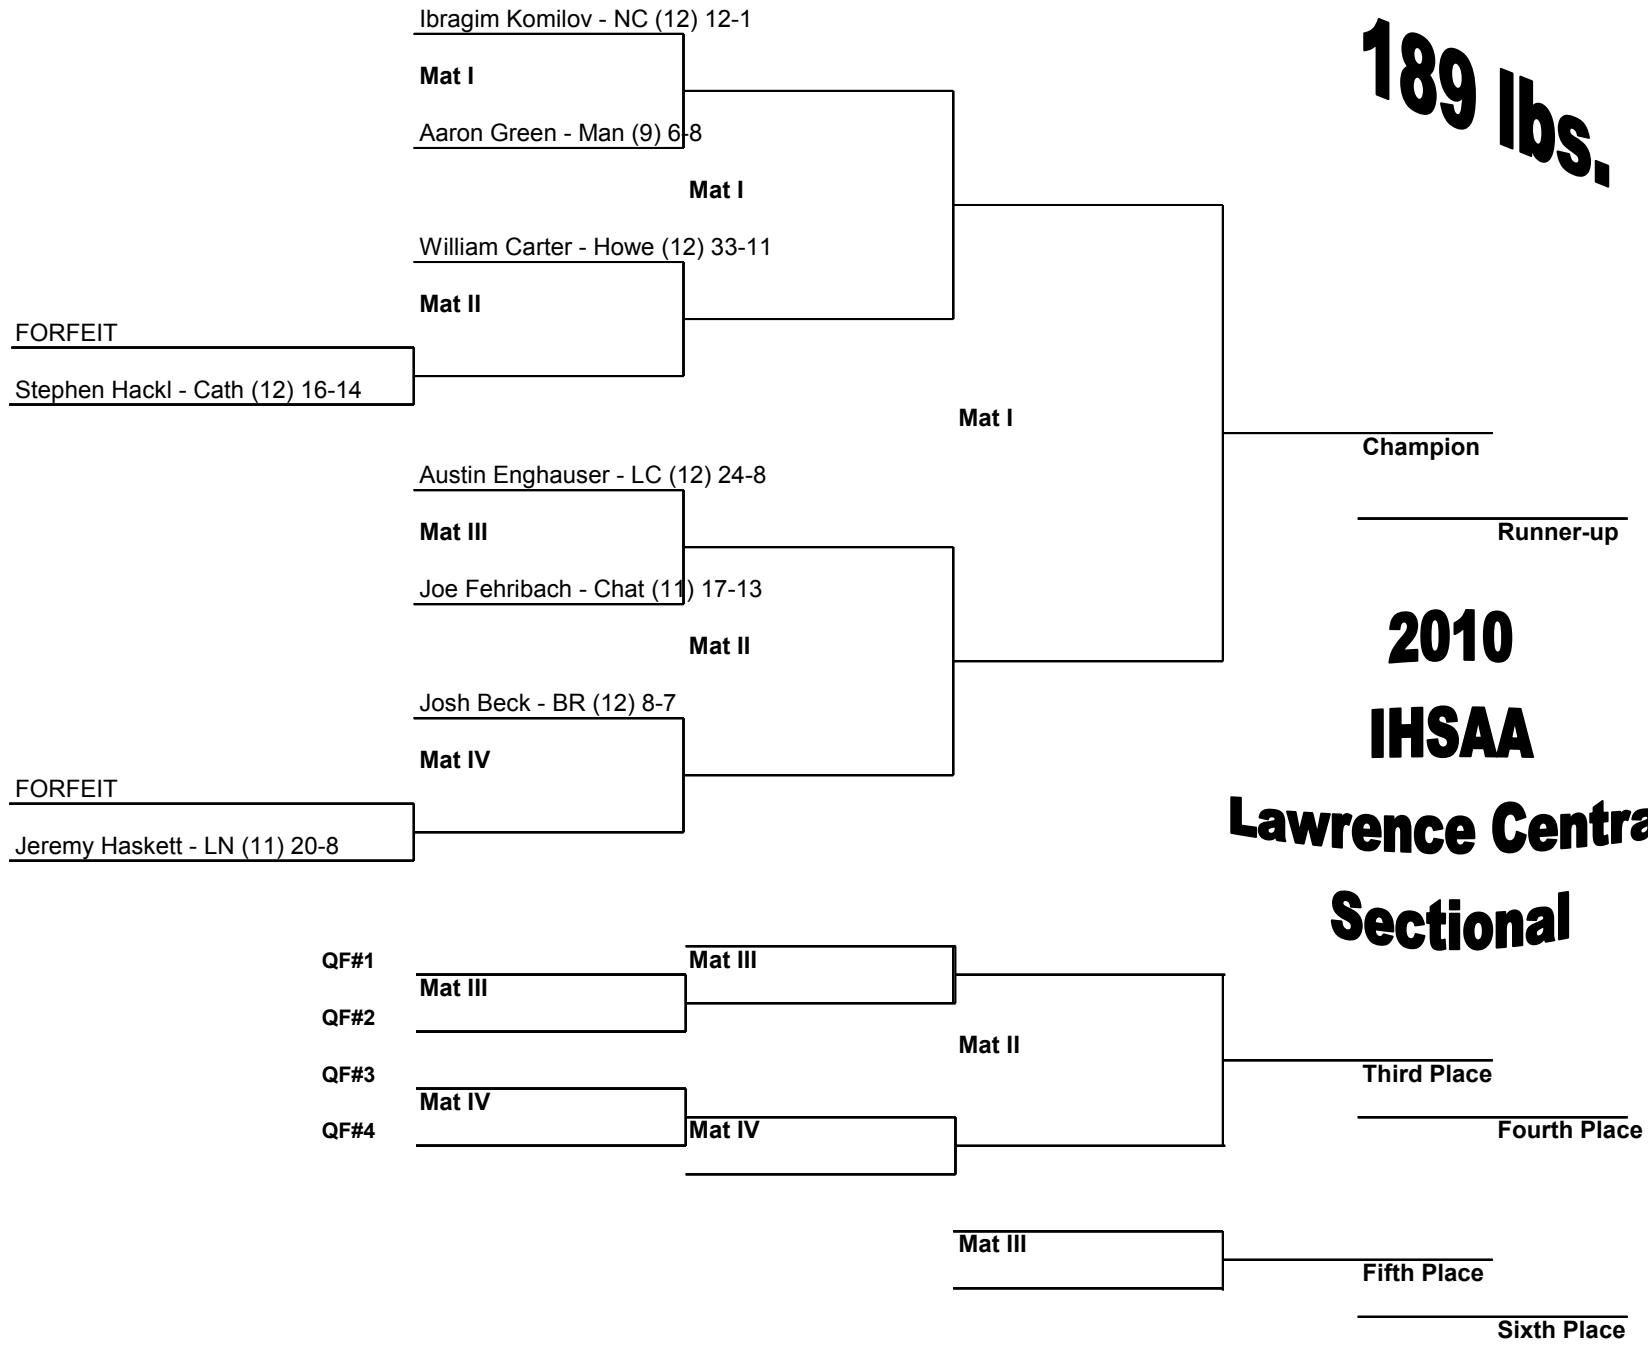 Ibragim Komilov - NC (12) 12-1
189 lbs.
Mat I
Aaron Green - Man (9) 6-8
Mat I
William Carter - Howe (12) 33-11
Mat II
FORFEIT
Stephen Hackl - Cath (12) 16-14
Mat I
Champion
Austin Enghauser - LC (12) 24-8
Mat III
Runner-up
Joe Fehribach - Chat (11) 17-13
2010
Mat II
Josh Beck - BR (12) 8-7
IHSAA
Mat IV
FORFEIT
Lawrence Centra
Jeremy Haskett - LN (11) 20-8
Sectional
QF#1
Mat III
Mat III
QF#2
Mat II
QF#3
Third Place
Mat IV
QF#4
Mat IV
Fourth Place
Mat III
Fifth Place
Sixth Place